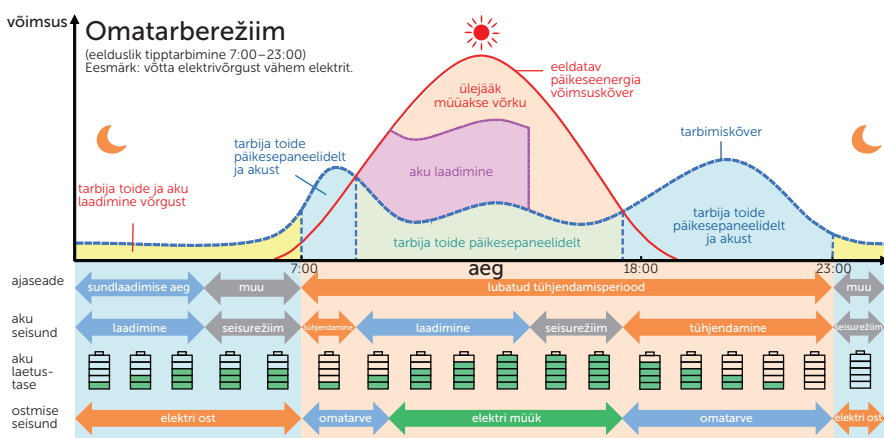 võimsus
Omatarberežiim
(eelduslik tipptarbimine 7:00–23:00)
Eesmärk: võtta elektrivõrgust vähem elektrit.
eeldatav
päikeseenergia
võimsuskõver
ülejääk
müüakse võrku
tarbija toide
päikesepaneelidelt
ja akust
tarbimiskõver
aku laadimine
tarbija toide ja aku
laadimine võrgust
tarbija toide
päikesepaneelidelt
ja akust
tarbija toide päikesepaneelidelt
7:00
aeg
18:00
23:00
ajaseade
sundlaadimise aeg
muu
lubatud tühjendamisperiood
muu
aku
seisund
laadimine
seisurežiim
tühjendamine
laadimine
seisurežiim
tühjendamine
seisurežiim
aku
laetus-
tase
ostmise
seisund
elektri ost
omatarve
elektri müük
omatarve
elektri ost